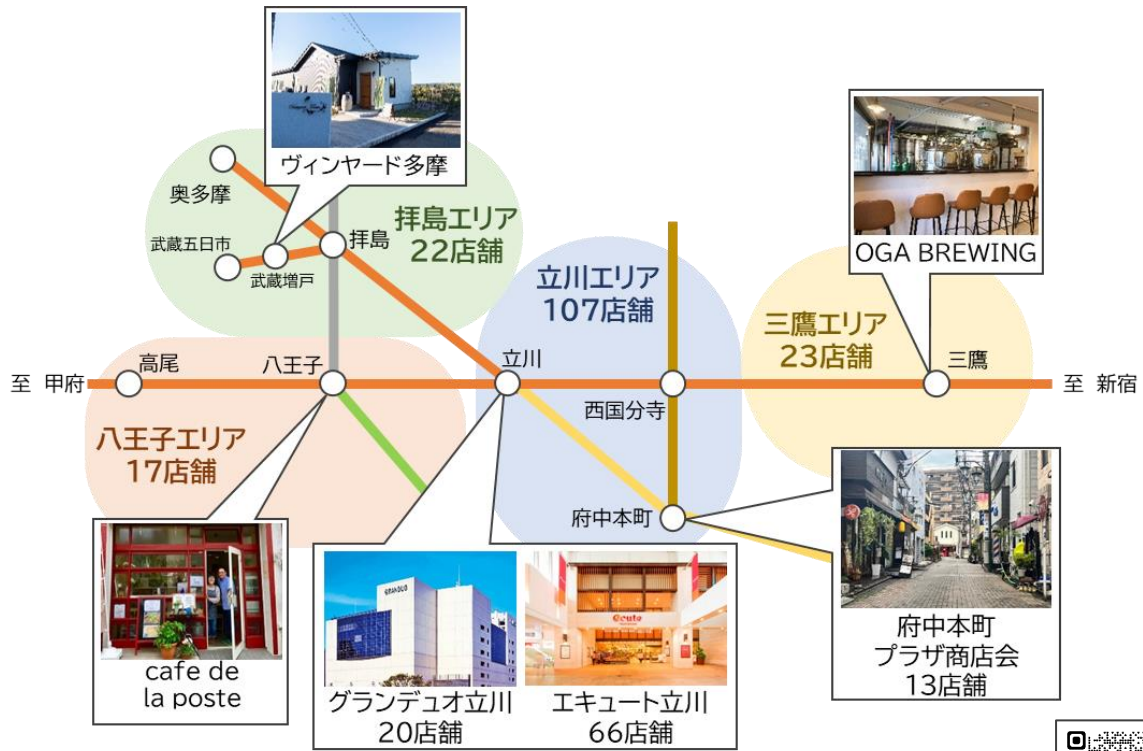 ヴィンヤード多摩
OGA BREWING
奥多摩
武蔵五日市
武蔵増戸
拝島
拝島エリア
22店舗
立川エリア
107店舗
三鷹エリア
23店舗
至 甲府
高尾
八王子
立川
西国分寺
三鷹
至 新宿
八王子エリア
17店舗
府中本町
cafe de
la poste
GRANDUO
グランデュオ立川
20店舗
ecute
エキュート立川
66店舗
府中本町
プラザ商店会
13店舗